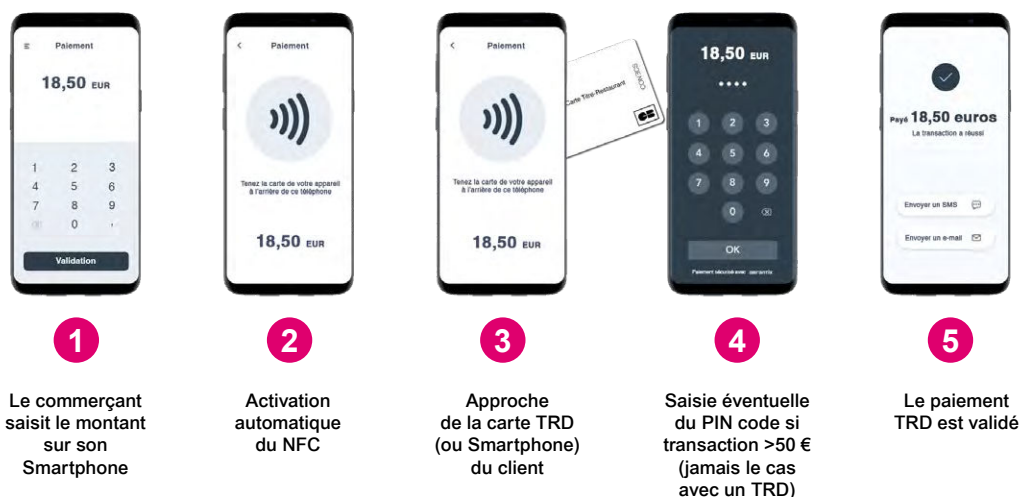 Paiement
18,50 EUR
1 2 3
4 5 6
7 8 9
0 ,
Validation
Paiement
Tenez la carte de votre appareil
à l'arrière de ce téléphone
18,50 EUR
Paiement
Tenez la carte de votre appareil
à l'arrière de ce téléphone
18,50 EUR
Carte Titre-Restaurant
CONECS
CB
18,50 EUR
1 2 3
4 5 6
7 8 9
0
OK
Paiement sécurisé avec
Payé 18,50 euros
La transaction a réussi
Envoyer un SMS
Envoyer un e-mail
1
Le commerçant
saisit le montant
sur son
Smartphone
2
Activation
automatique
du NFC
3
Approche
de la carte TRD
(ou Smartphone)
du client
4
Saisie éventuelle
du PIN code si
transaction >50 €
(jamais le cas
avec un TRD)
5
Le paiement
TRD est validé